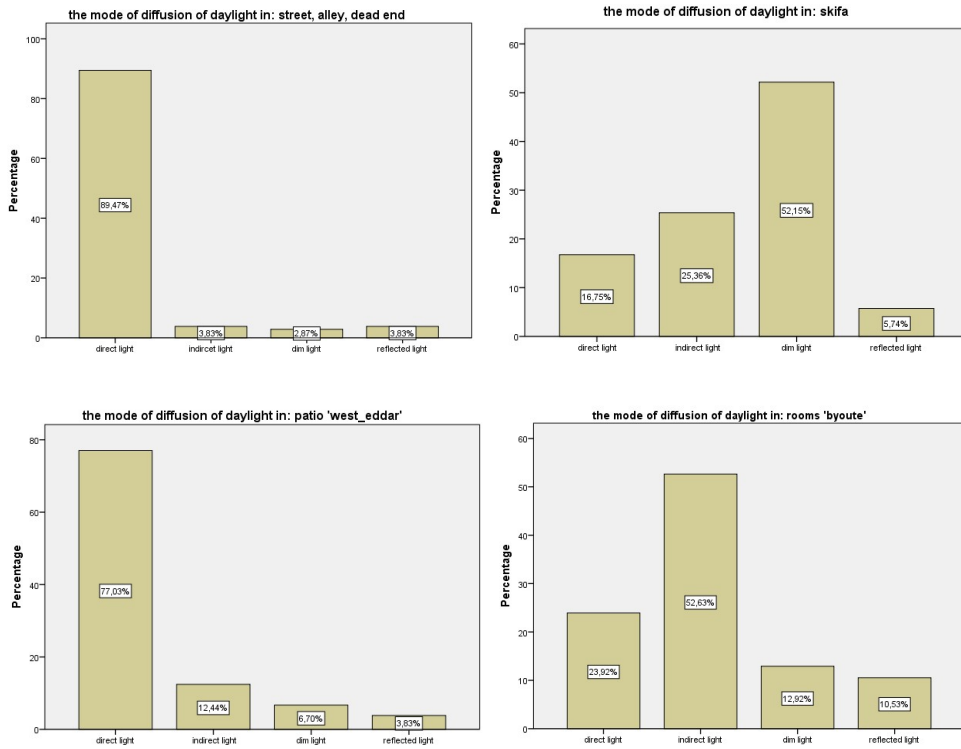 the mode of diffusion of daylight in: street, alley, dead end
Percentage
100
80
60
40
20
0
89,47%
3,83%
2,87%
3,83%
direct light
indircet light
dim light
reflected light
the mode of diffusion of daylight in: skifa
Percentage
60
50
40
30
20
10
0
16,75%
25,36%
52,15%
5,74%
direct light
indirect light
dim light
reflected light
the mode of diffusion of daylight in: patio 'west_eddar'
Percentage
80
60
40
20
0
77,03%
12,44%
6,70%
3,83%
direct light
indirect light
dim light
reflected light
the mode of diffusion of daylight in: rooms 'byoute'
Percentage
60
50
40
30
20
10
0
23,92%
52,63%
12,92%
10,53%
direct light
indirect light
dim light
reflected light